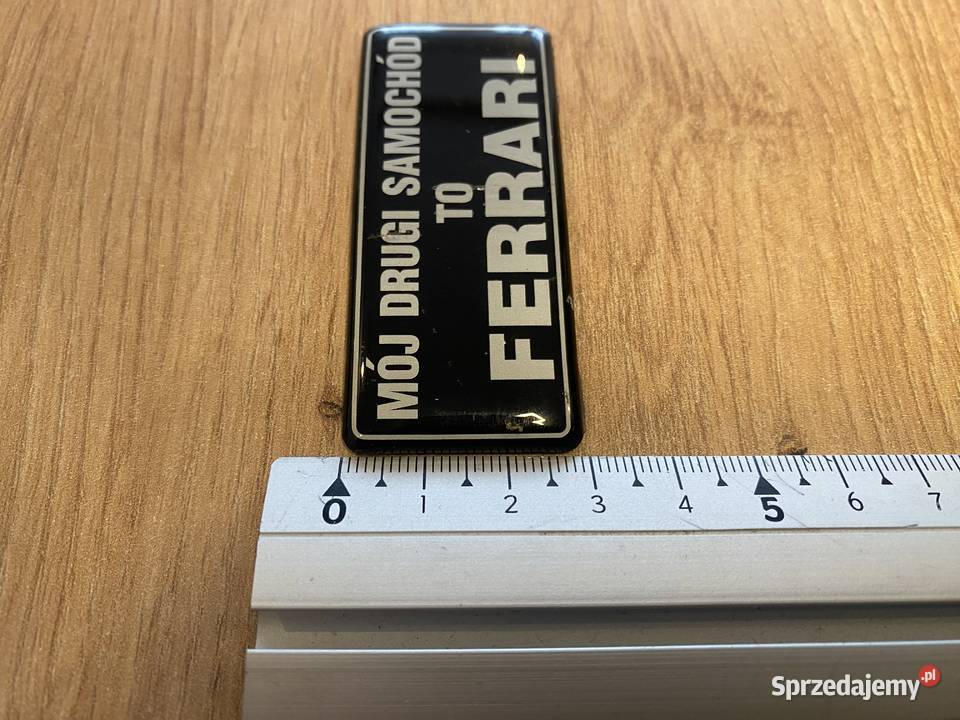 MÓJ DRUGI SAMOCHÓD
TO
FERRARI
0 1 2 3 4 5 6 7
Sprzedajemy.pl